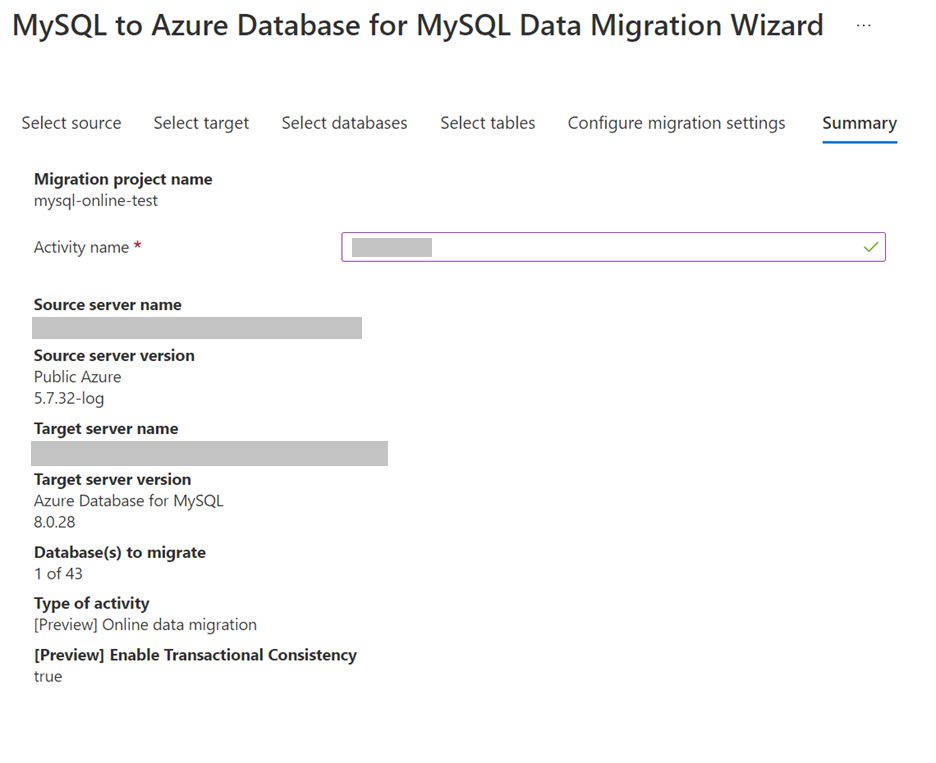 MySQL to Azure Database for MySQL Data Migration Wizard ...
Select source Select target Select databases Select tables Configure migration settings Summary
Migration project name
mysql-online-test
Activity name *
Source server name
Source server version
Public Azure
5.7.32-log
Target server name
Target server version
Azure Database for MySQL
8.0.28
Database(s) to migrate
1 of 43
Type of activity
[Preview] Online data migration
[Preview] Enable Transactional Consistency
true